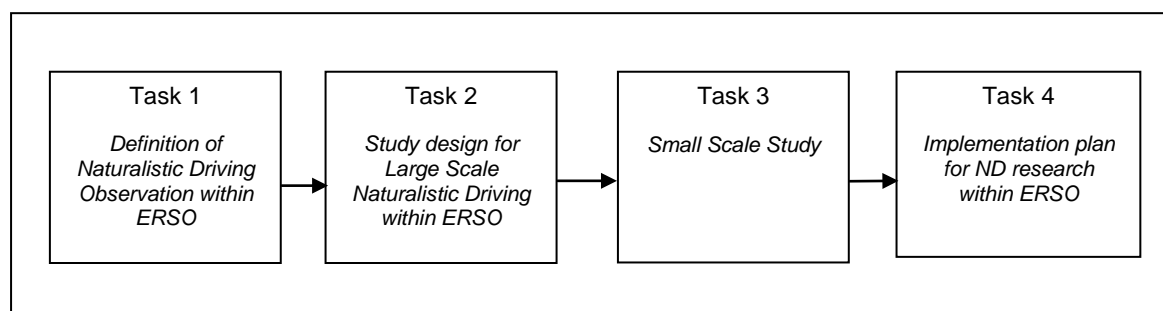 Task 1
Definition of
Naturalistic Driving
Observation within
ERSO
Task 2
Study design for
Large Scale
Naturalistic Driving
within ERSO
Task 3
Small Scale Study
Task 4
Implementation plan
for ND research
within ERSO